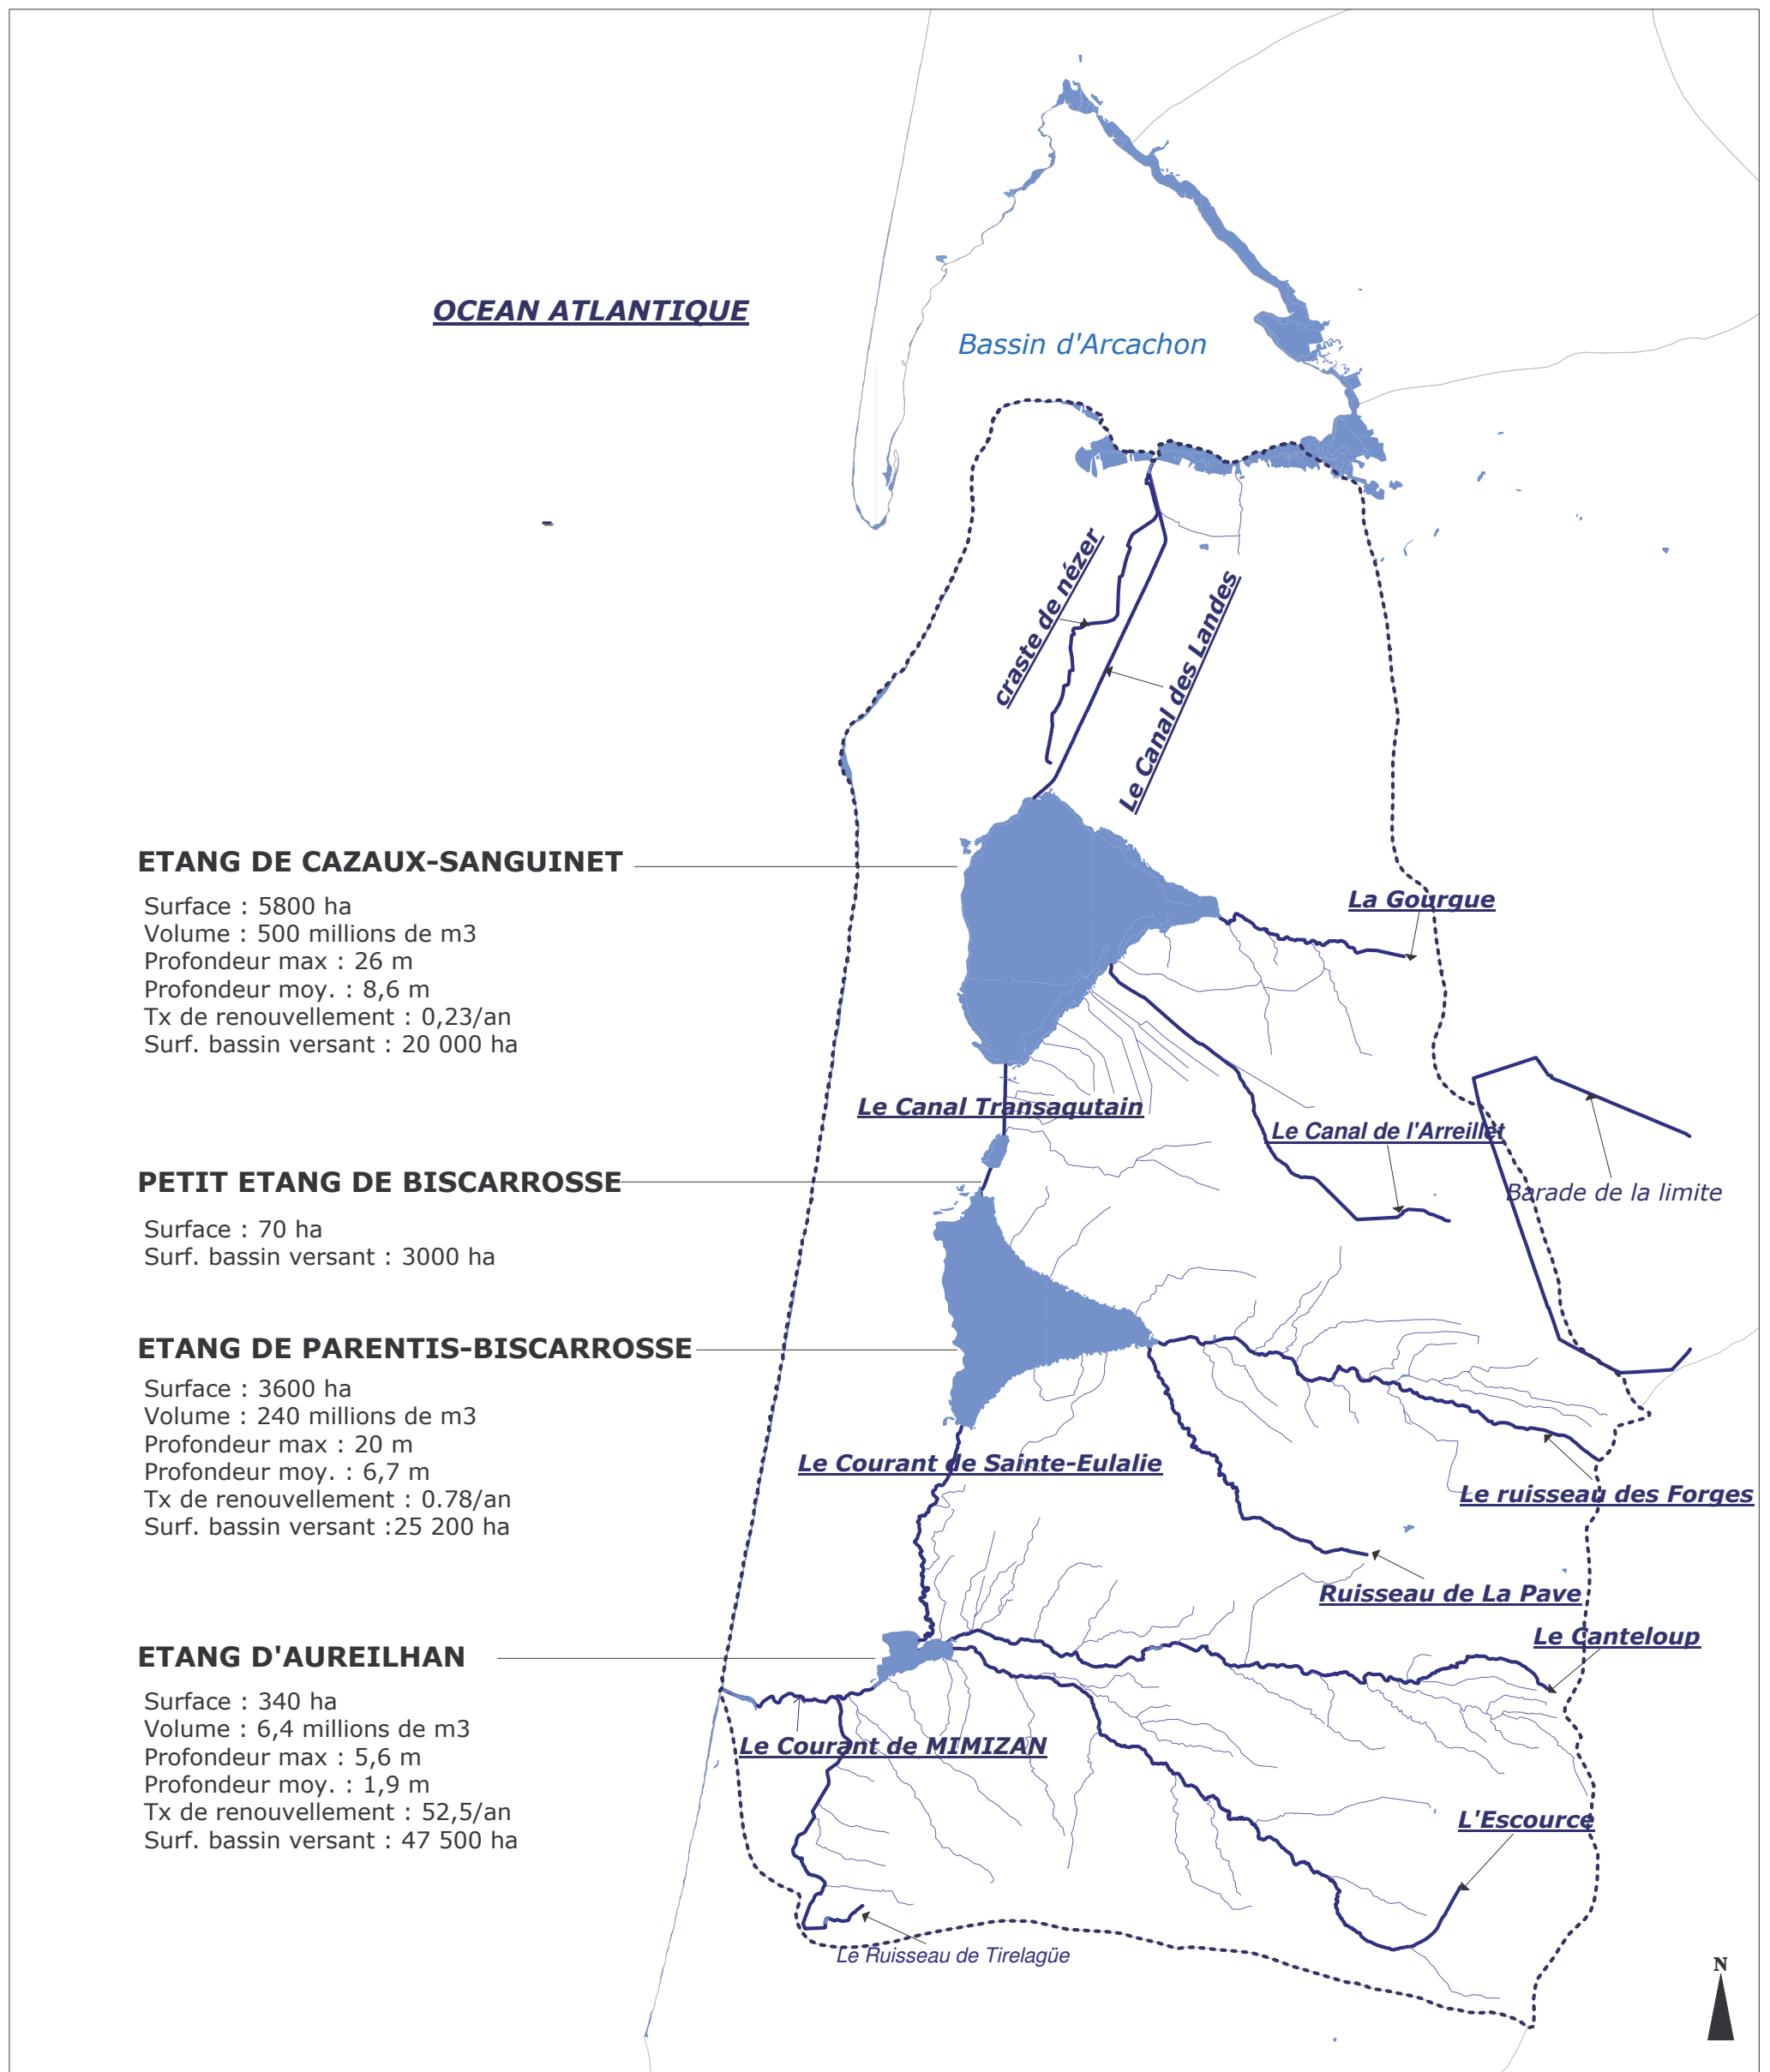 OCEAN ATLANTIQUE
Bassin d'Arcachon
craste de nézer
Le Canal des Landes
ETANG DE CAZAUX-SANGUINET
Surface : 5800 ha
Volume : 500 millions de m3
Profondeur max : 26 m
Profondeur moy. : 8,6 m
Tx de renouvellement : 0,23/an
Surf. bassin versant : 20 000 ha
La Gourgue
Le Canal Transaqutain
Le Canal de l'Arreillet
Barade de la limite
PETIT ETANG DE BISCARROSSE
Surface : 70 ha
Surf. bassin versant : 3000 ha
ETANG DE PARENTIS-BISCARROSSE
Surface : 3600 ha
Volume : 240 millions de m3
Profondeur max : 20 m
Profondeur moy. : 6,7 m
Tx de renouvellement : 0.78/an
Surf. bassin versant :25 200 ha
Le Courant de Sainte-Eulalie
Le ruisseau des Forges
Ruisseau de La Pave
Le Canteloup
ETANG D'AUREILHAN
Surface : 340 ha
Volume : 6,4 millions de m3
Profondeur max : 5,6 m
Profondeur moy. : 1,9 m
Tx de renouvellement : 52,5/an
Surf. bassin versant : 47 500 ha
Le Courant de MIMIZAN
L'Escource
Le Ruisseau de Tirelagüe
N